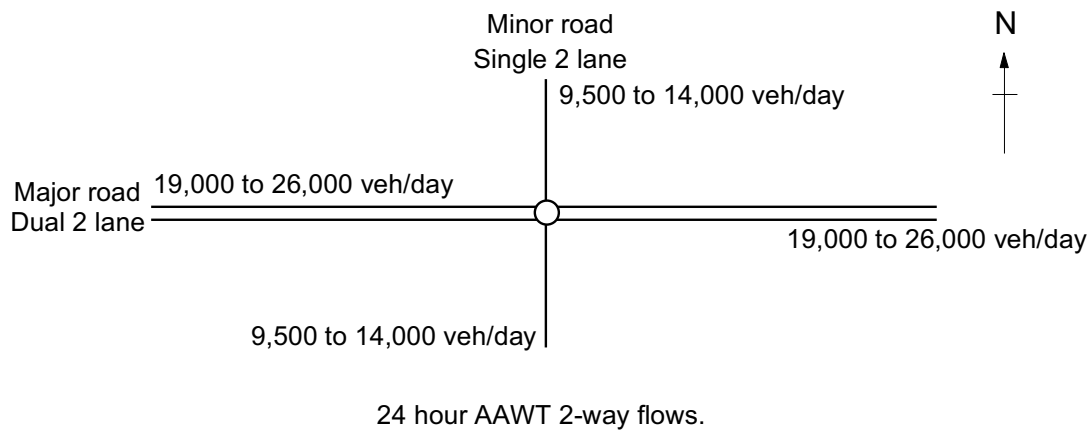 Minor road
Single 2 lane
N
9,500 to 14,000 veh/day
Major road
Dual 2 lane
19,000 to 26,000 veh/day
19,000 to 26,000 veh/day
9,500 to 14,000 veh/day
24 hour AAWT 2-way flows.